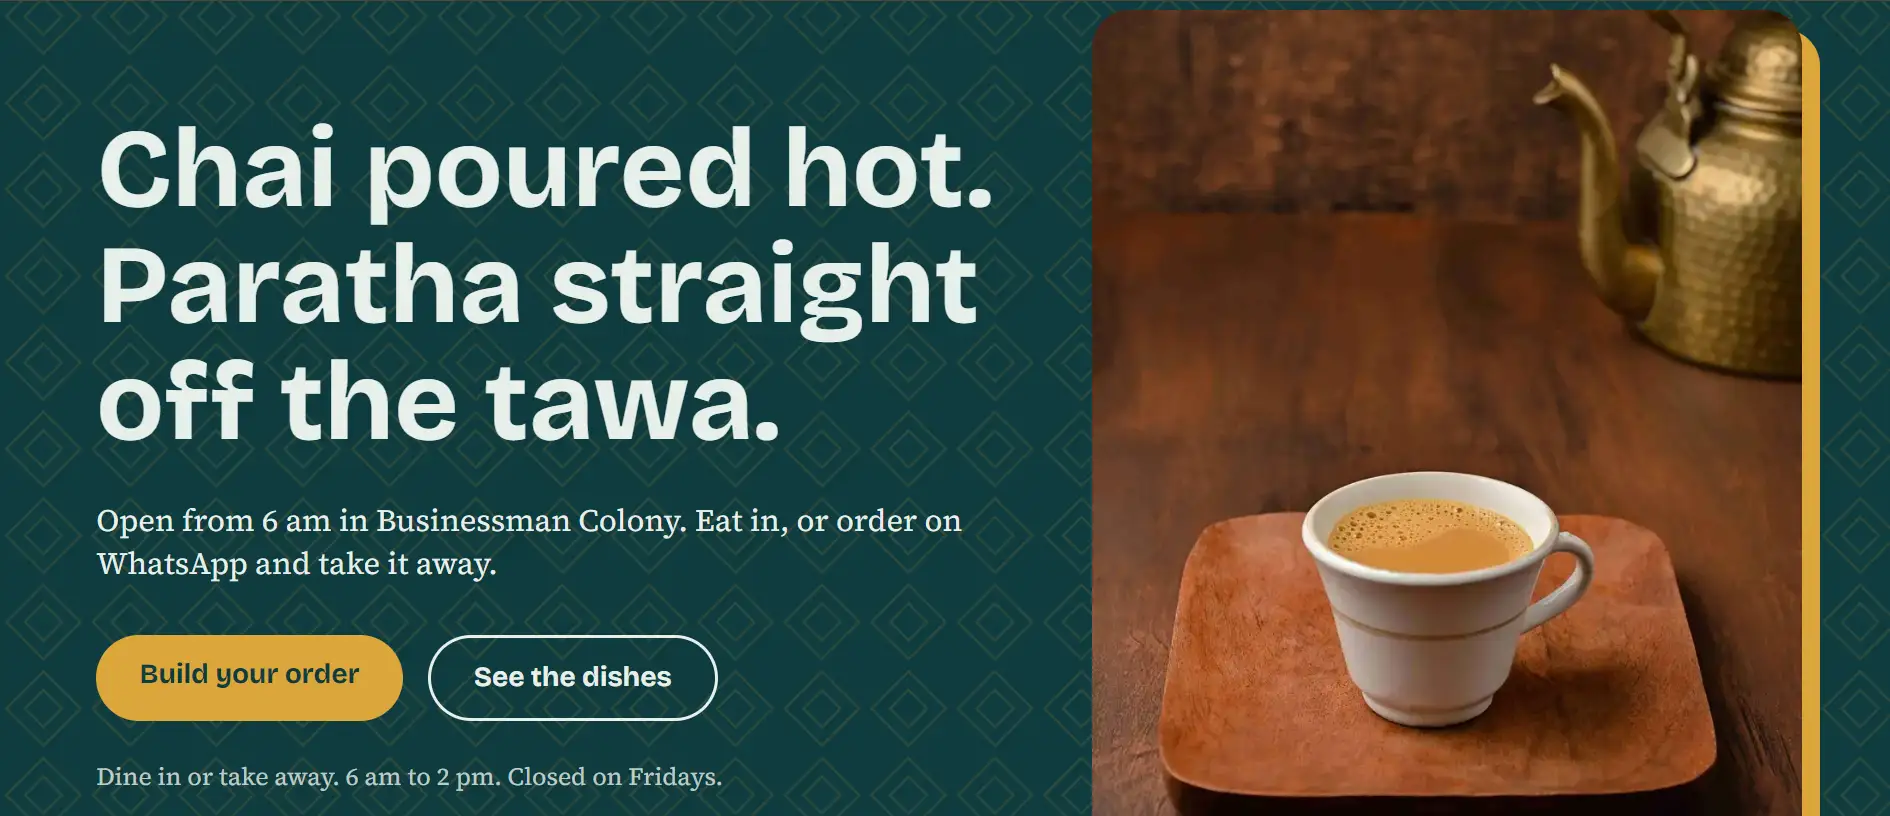 Chai poured hot.
Paratha straight
off the tawa.
Open from 6 am in Businessman Colony. Eat in, or order on
WhatsApp and take it away.
Build your order
See the dishes
Dine in or take away. 6 am to 2 pm. Closed on Fridays.